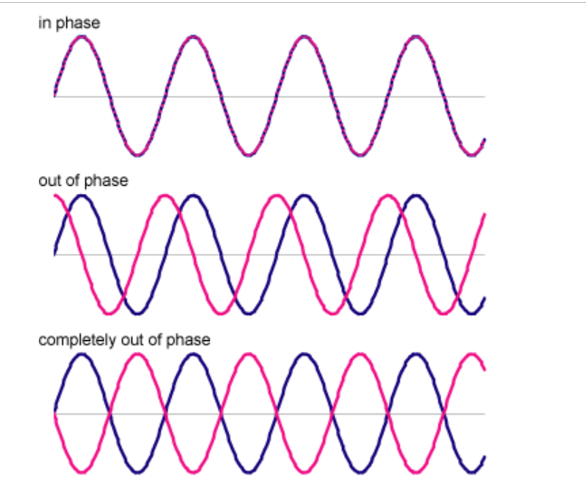 in phase
out of phase
completely out of phase